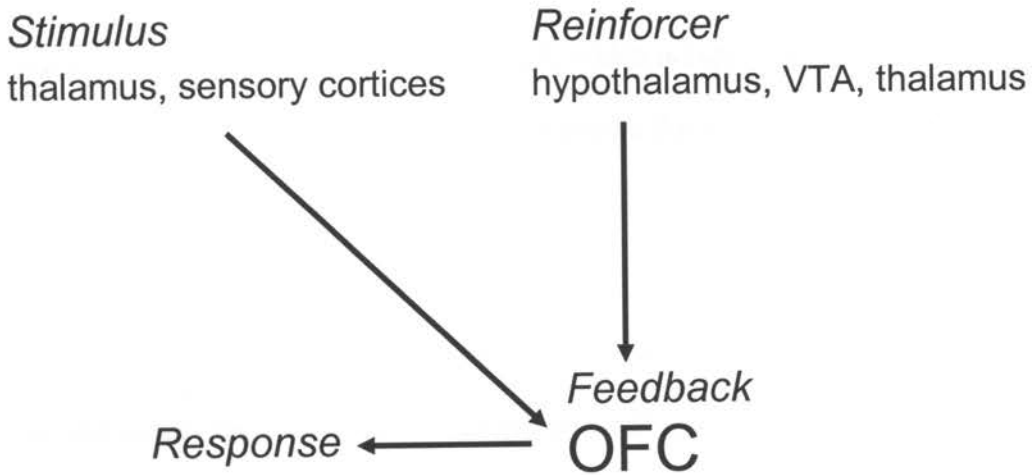 Stimulus
thalamus, sensory cortices
Reinforcer
hypothalamus, VTA, thalamus
Feedback
OFC
Response